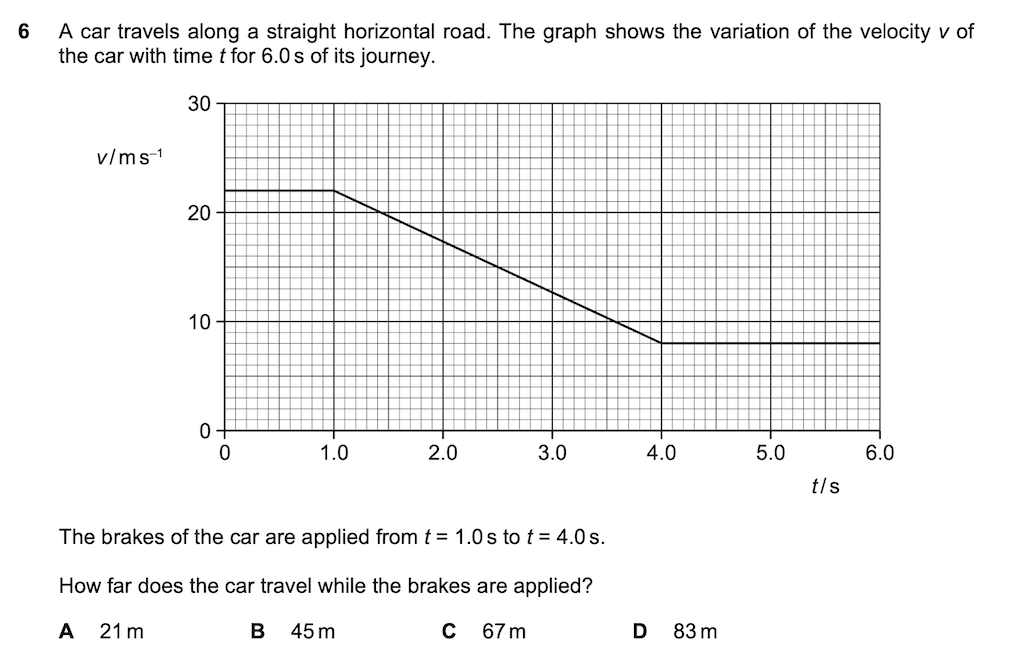 6 A car travels along a straight horizontal road. The graph shows the variation of the velocity v of
the car with time t for 6.0 s of its journey.
30
v/m s⁻¹
20
10
0
0 1.0 2.0 3.0 4.0 5.0 6.0
t/s
The brakes of the car are applied from t = 1.0 s to t = 4.0 s.
How far does the car travel while the brakes are applied?
A 21 m B 45 m C 67 m D 83 m